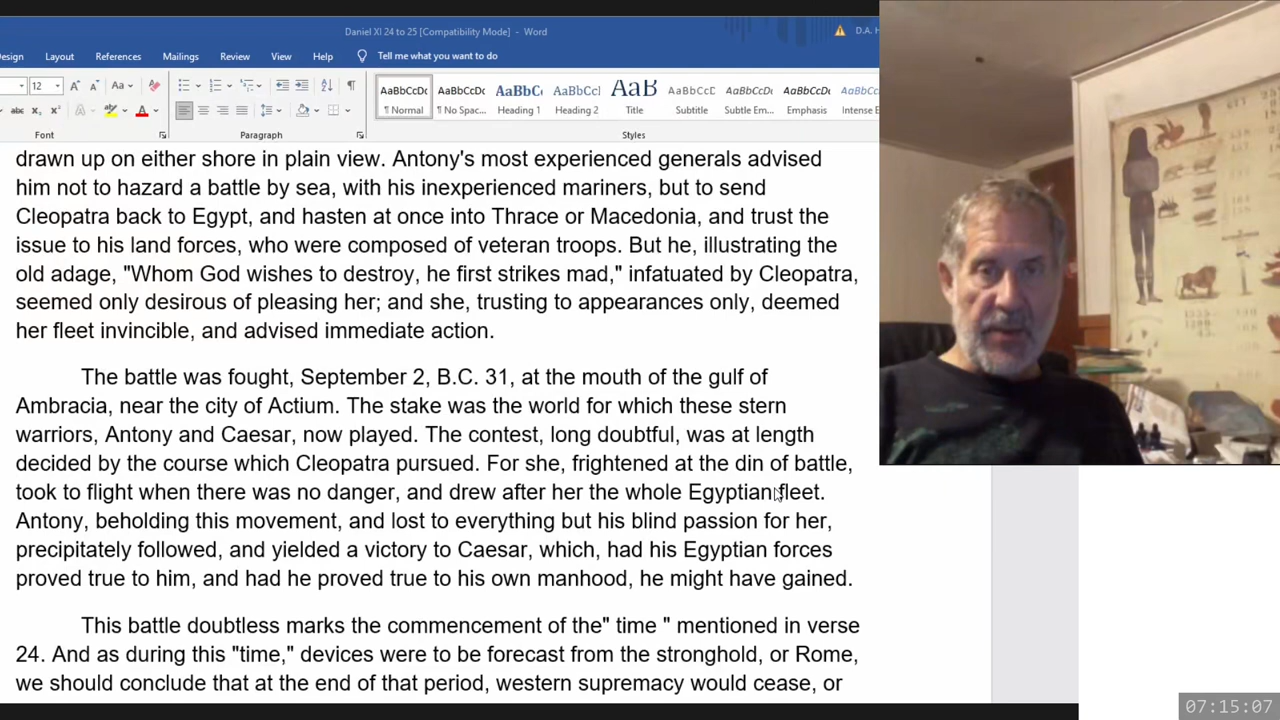 Daniel XI 24 to 25 [Compatibility Mode] - Word
D.A. H
esign Layout References Mailings Review View Help Tell me what you want to do
12 Aa
abc
AaBbCcDc AaBbCcDc AaBbC AaBbCcI AaB AaBbCcD AaBbCcDc AaBbCcDc AaBbCcDc
¶ Normal ¶ No Spac... Heading 1 Heading 2 Title Subtitle Subtle Em... Emphasis Intense E
Font Paragraph Styles
drawn up on either shore in plain view. Antony's most experienced generals advised
him not to hazard a battle by sea, with his inexperienced mariners, but to send
Cleopatra back to Egypt, and hasten at once into Thrace or Macedonia, and trust the
issue to his land forces, who were composed of veteran troops. But he, illustrating the
old adage, "Whom God wishes to destroy, he first strikes mad," infatuated by Cleopatra,
seemed only desirous of pleasing her; and she, trusting to appearances only, deemed
her fleet invincible, and advised immediate action.
The battle was fought, September 2, B.C. 31, at the mouth of the gulf of
Ambracia, near the city of Actium. The stake was the world for which these stern
warriors, Antony and Caesar, now played. The contest, long doubtful, was at length
decided by the course which Cleopatra pursued. For she, frightened at the din of battle,
took to flight when there was no danger, and drew after her the whole Egyptian fleet.
Antony, beholding this movement, and lost to everything but his blind passion for her,
precipitately followed, and yielded a victory to Caesar, which, had his Egyptian forces
proved true to him, and had he proved true to his own manhood, he might have gained.
This battle doubtless marks the commencement of the" time " mentioned in verse
24. And as during this "time," devices were to be forecast from the stronghold, or Rome,
we should conclude that at the end of that period, western supremacy would cease, or
07:15:07